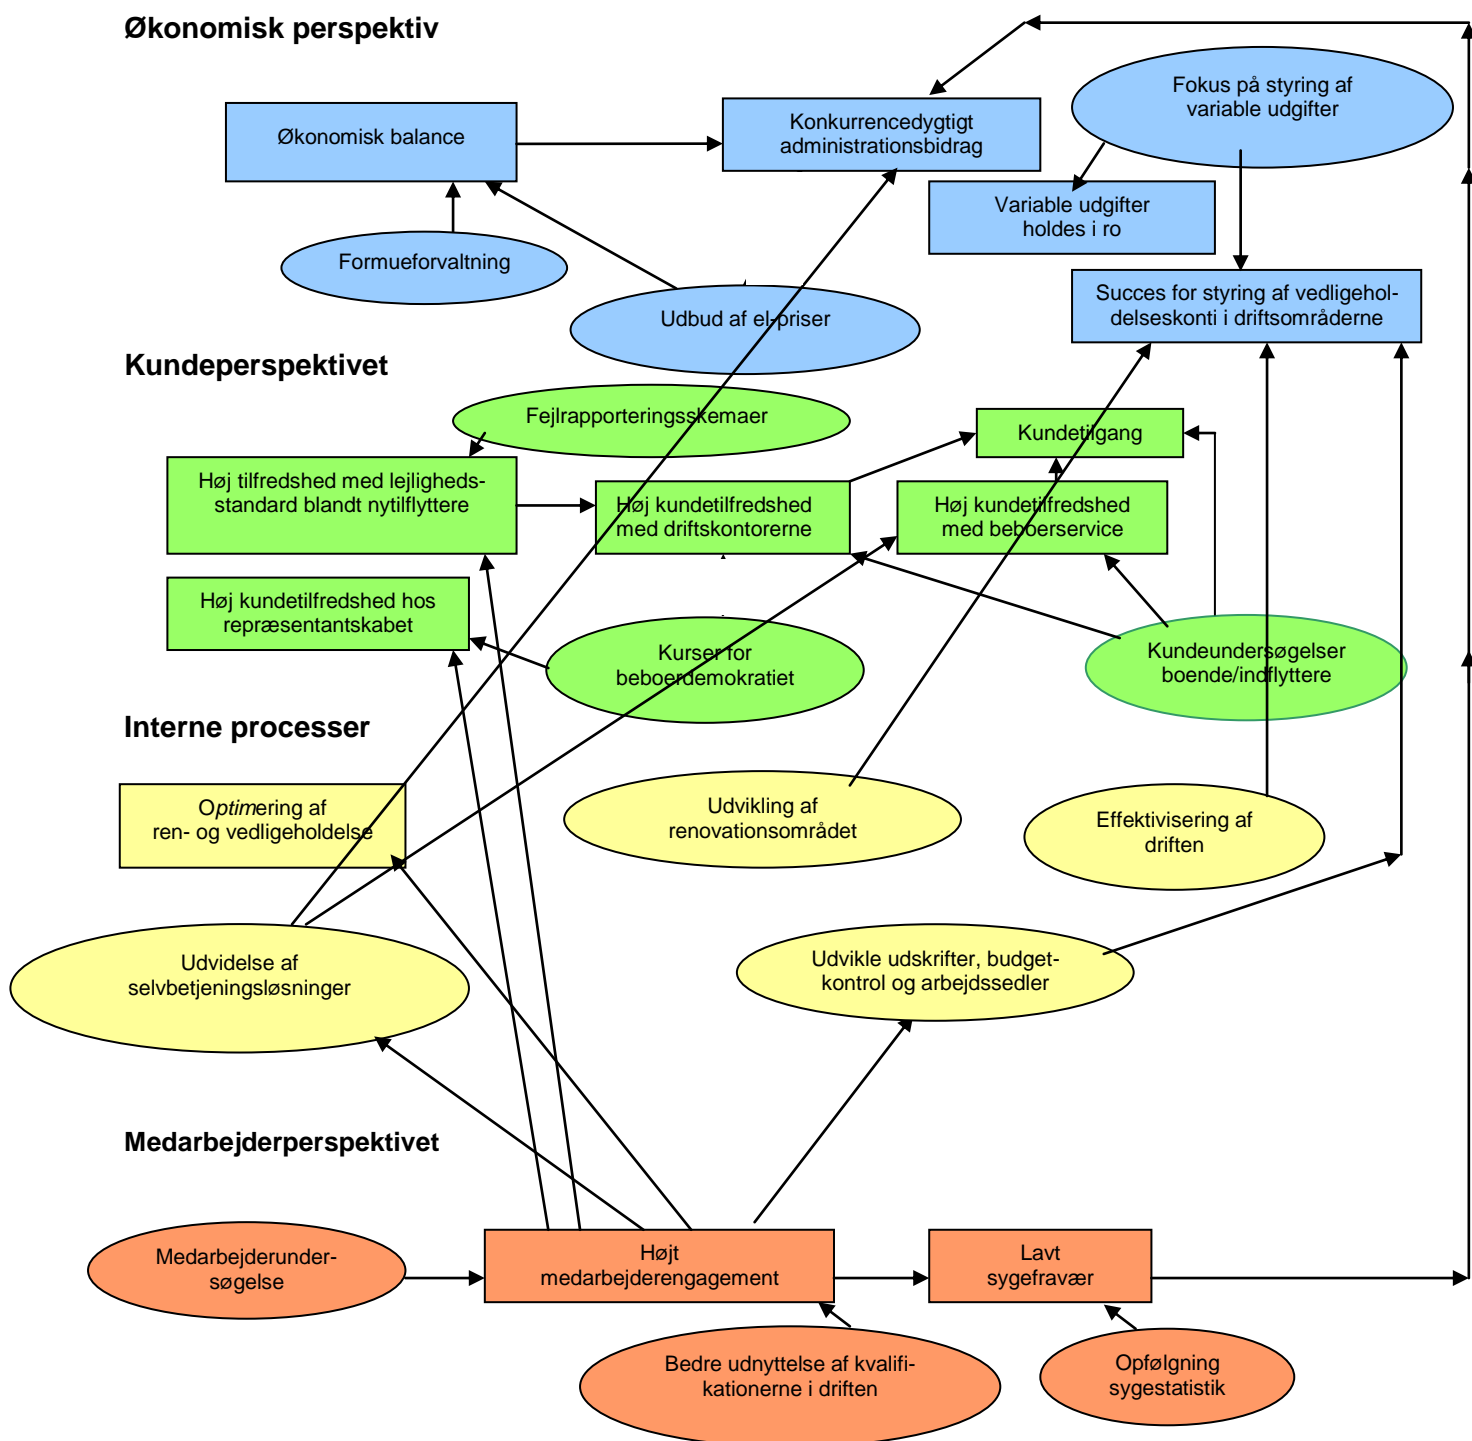 Økonomisk perspektiv
Fokus på styring af
variable udgifter
Økonomisk balance
Konkurrencedygtigt
administrationsbidrag
Variable udgifter
holdes i ro
Formueforvaltning
Udbud af el-priser
Succes for styring af vedligehol-
delseskonti i driftsområderne
Kundeperspektivet
Fejlrapporteringsskemaer
Kundetilgang
Høj tilfredshed med lejligheds-
standard blandt nytilflyttere
Høj kundetilfredshed
med driftskontorerne
Høj kundetilfredshed
med beboerservice
Høj kundetilfredshed hos
repræsentantskabet
Kurser for
beboerdemokratiet
Kundeundersøgelser
boende/indflyttere
Interne processer
Optimering af
ren- og vedligeholdelse
Udvikling af
renovationsområdet
Effektivisering af
driften
Udvidelse af
selvbetjeningsløsninger
Udvikle udskrifter, budget-
kontrol og arbejdssedler
Medarbejderperspektivet
Medarbejderunder-
søgelse
Højt
medarbejderengagement
Lavt
sygefravær
Bedre udnyttelse af kvalifi-
kationerne i driften
Opfølgning
sygestatistik